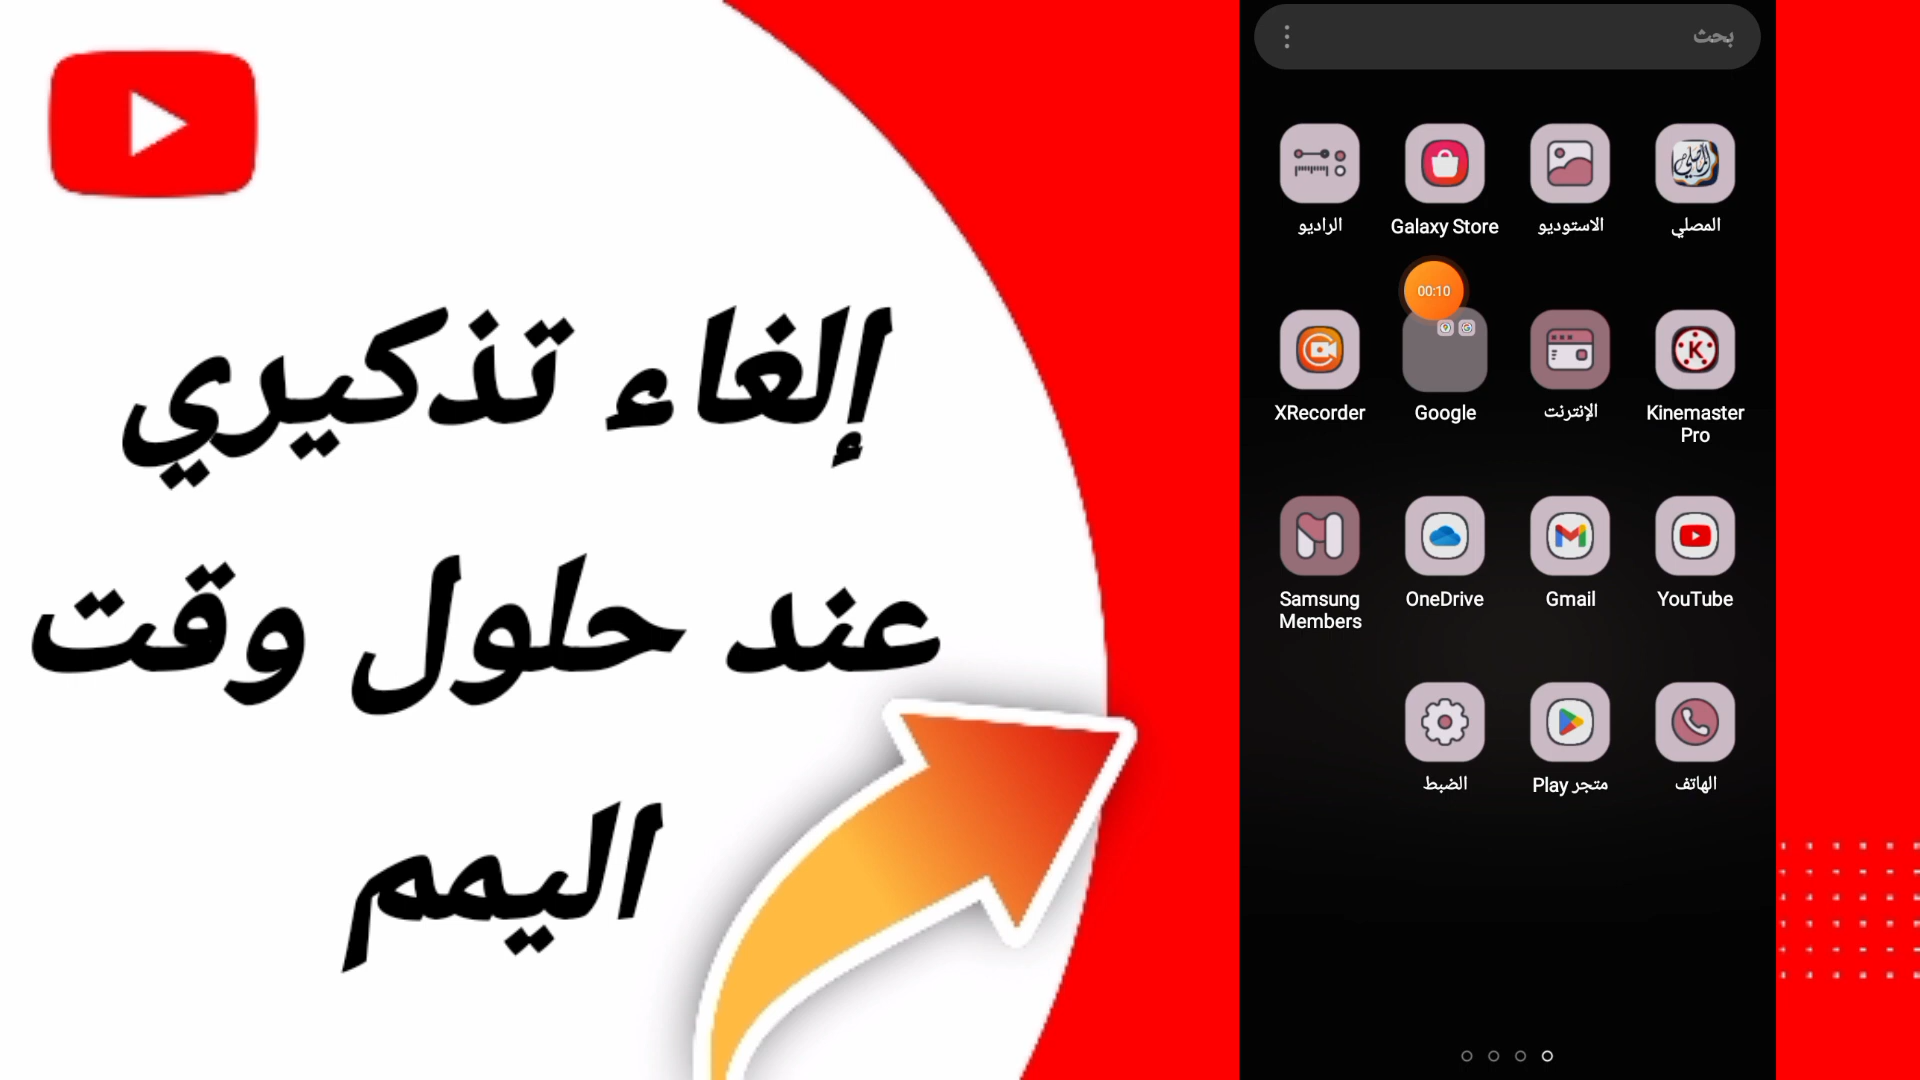 إلغاء تذكيري
عند حلول وقت
اليمم
بحث
المصلي
الاستوديو
Galaxy Store
الراديو
00:10
Kinemaster
Pro
الإنترنت
Google
XRecorder
YouTube
Gmail
OneDrive
Samsung
Members
الهاتف
متجر Play
الضبط